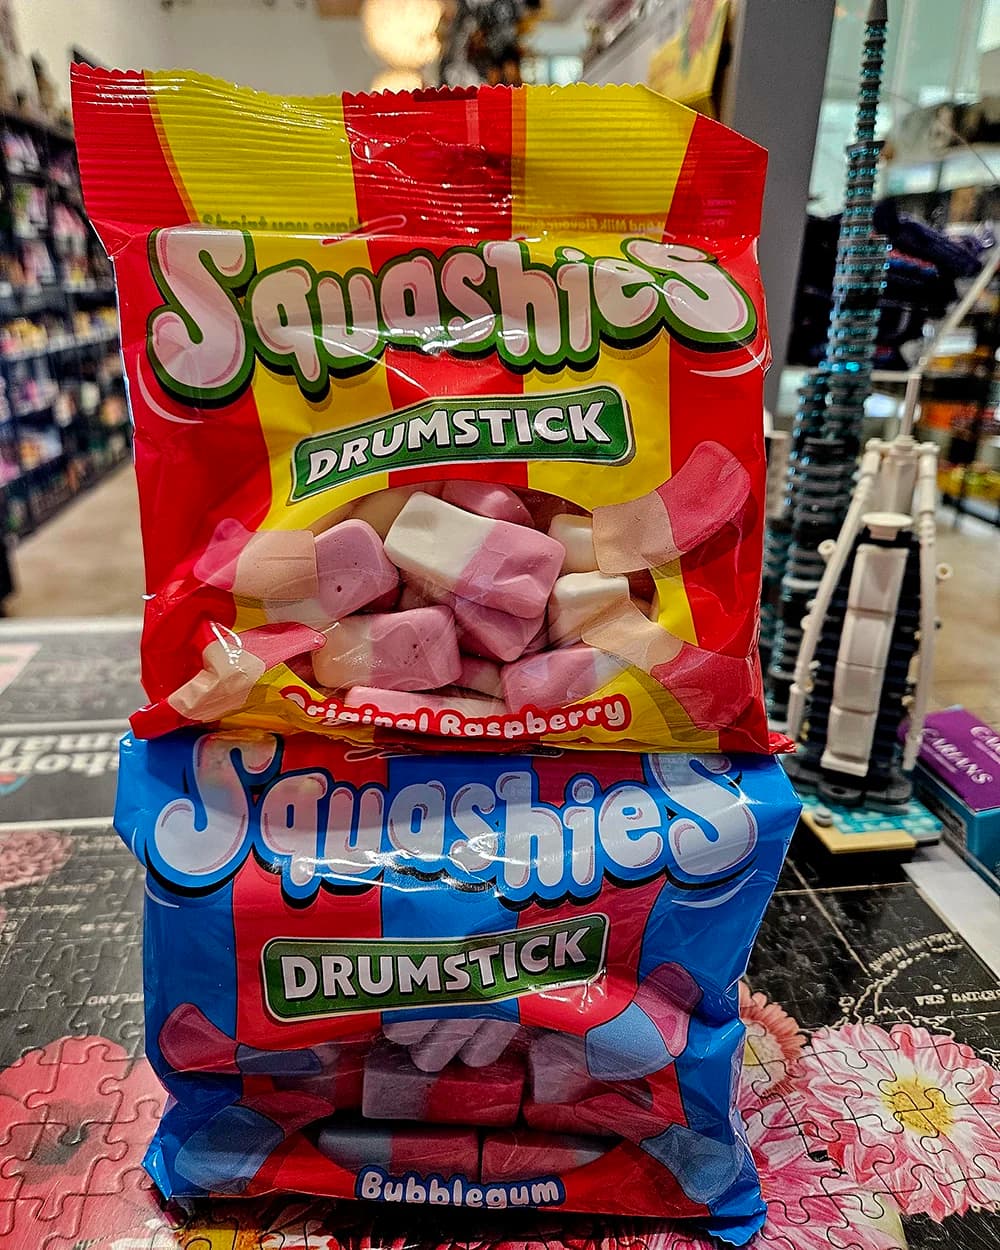 Squashies
DRUMSTICK
Original Raspberry
Squashies
DRUMSTICK
Bubblegum